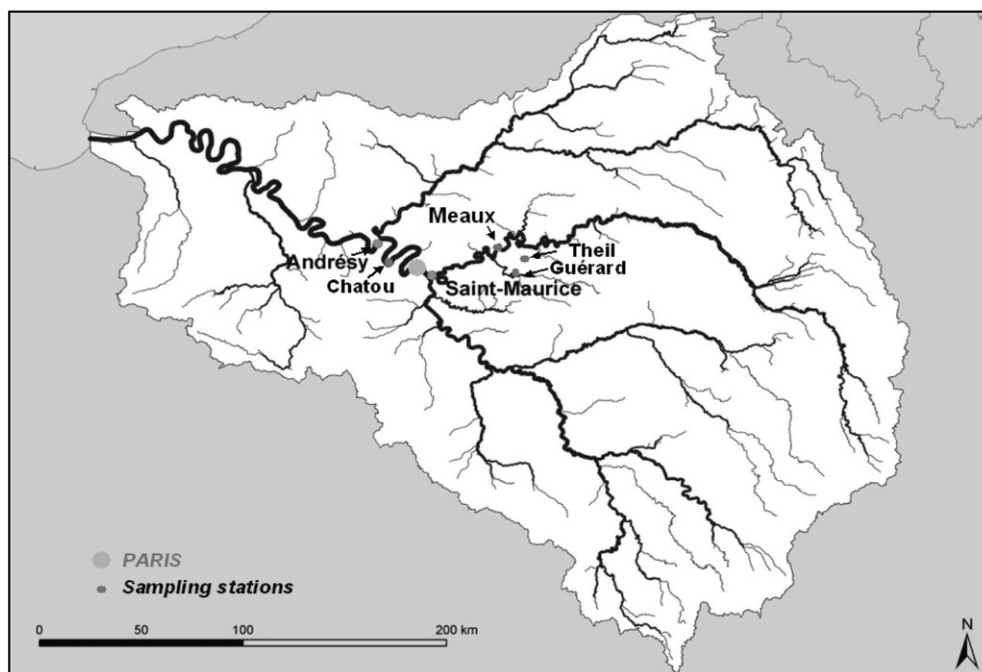 Meaux
Theil
Andrésy
Guérard
Chatou
Saint-Maurice
PARIS
Sampling stations
0 50 100 200 km
N